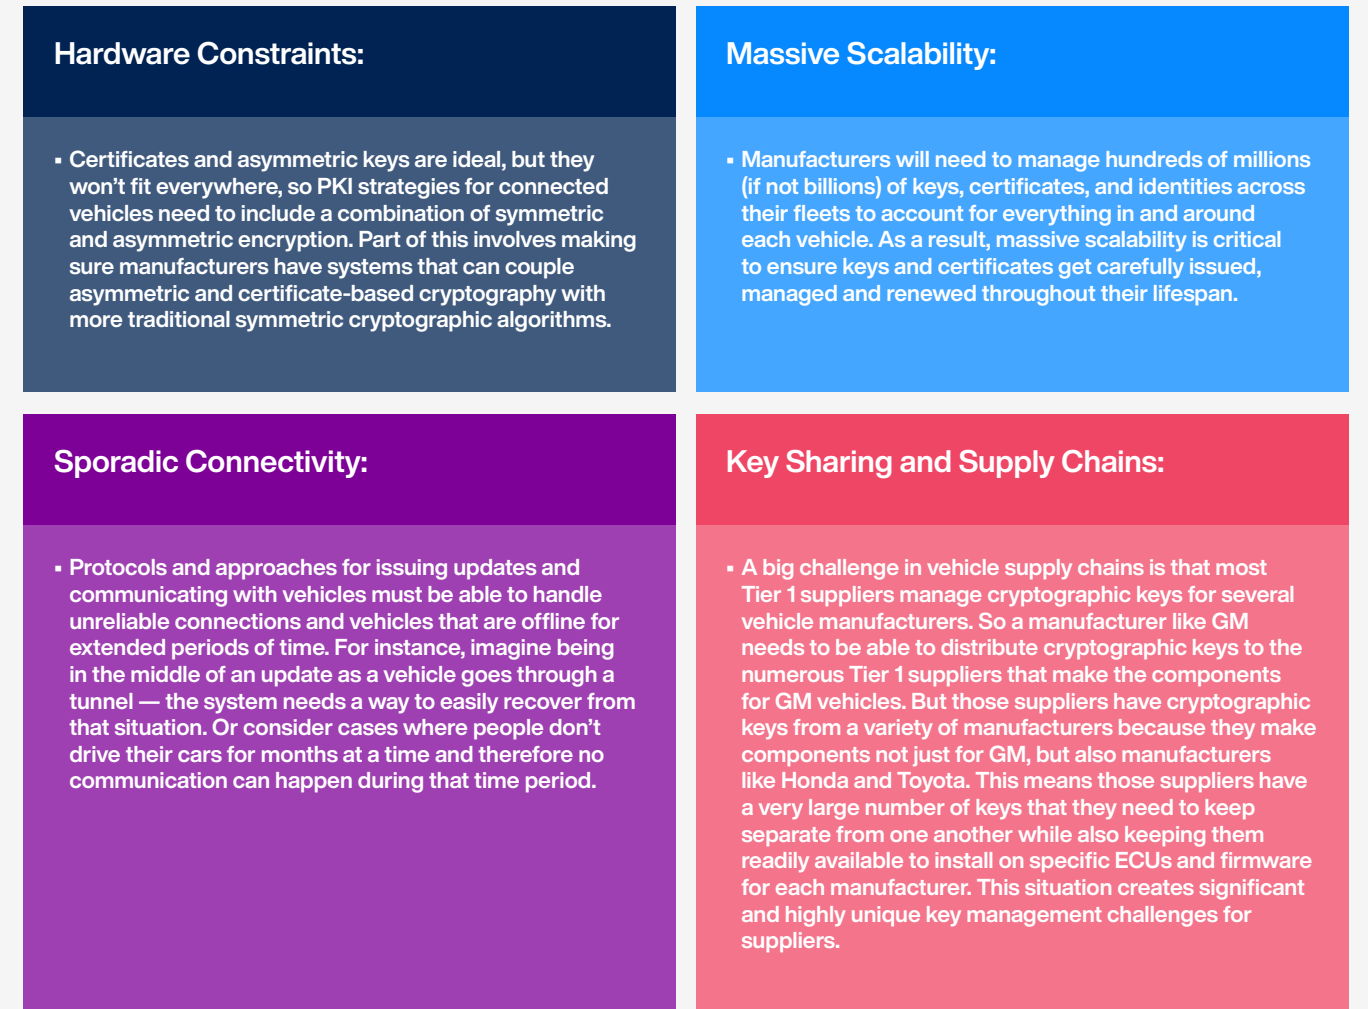 Hardware Constraints:
▪ Certificates and asymmetric keys are ideal, but they
won’t fit everywhere, so PKI strategies for connected
vehicles need to include a combination of symmetric
and asymmetric encryption. Part of this involves making
sure manufacturers have systems that can couple
asymmetric and certificate-based cryptography with
more traditional symmetric cryptographic algorithms.
Massive Scalability:
▪ Manufacturers will need to manage hundreds of millions
(if not billions) of keys, certificates, and identities across
their fleets to account for everything in and around
each vehicle. As a result, massive scalability is critical
to ensure keys and certificates get carefully issued,
managed and renewed throughout their lifespan.
Sporadic Connectivity:
▪ Protocols and approaches for issuing updates and
communicating with vehicles must be able to handle
unreliable connections and vehicles that are offline for
extended periods of time. For instance, imagine being
in the middle of an update as a vehicle goes through a
tunnel — the system needs a way to easily recover from
that situation. Or consider cases where people don’t
drive their cars for months at a time and therefore no
communication can happen during that time period.
Key Sharing and Supply Chains:
▪ A big challenge in vehicle supply chains is that most
Tier 1 suppliers manage cryptographic keys for several
vehicle manufacturers. So a manufacturer like GM
needs to be able to distribute cryptographic keys to the
numerous Tier 1 suppliers that make the components
for GM vehicles. But those suppliers have cryptographic
keys from a variety of manufacturers because they make
components not just for GM, but also manufacturers
like Honda and Toyota. This means those suppliers have
a very large number of keys that they need to keep
separate from one another while also keeping them
readily available to install on specific ECUs and firmware
for each manufacturer. This situation creates significant
and highly unique key management challenges for
suppliers.